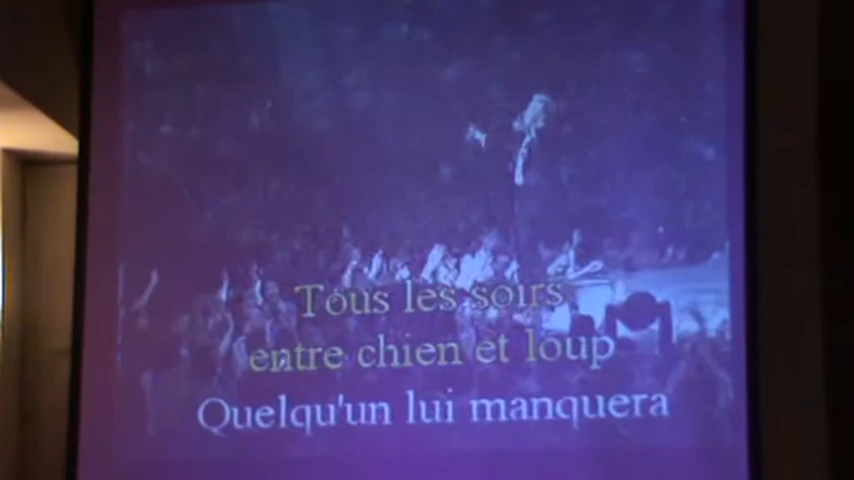 Tous les soirs
entre chien et loup
Quelqu'un lui manquera